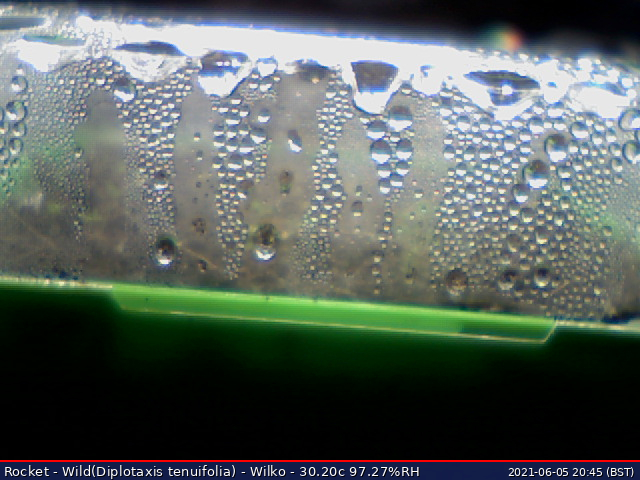 Rocket - Wild(Diplotaxis tenuifolia) - Wilko - 30.20c 97.27%RH
2021-06-05 20:45 (BST)